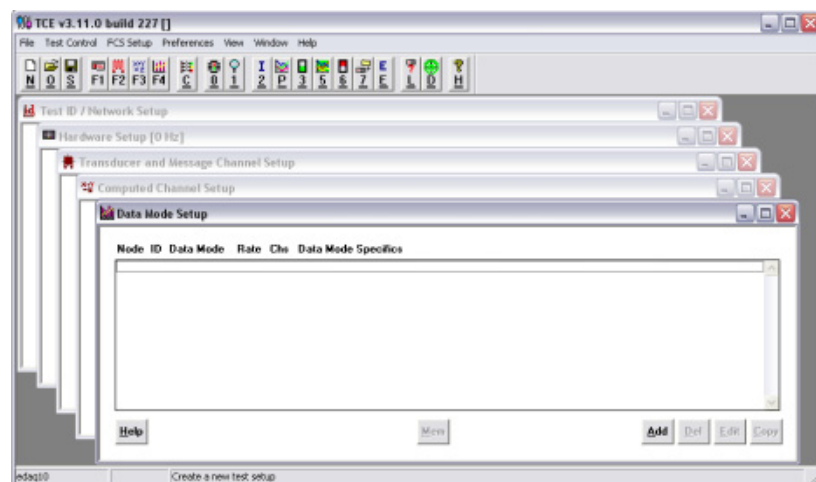 TCE v3.11.0 build 227 []
File Test Control FCS Setup Preferences View Window Help
N O S F1 F2 F3 F4 C 0 1 2 P 3 5 6 7 E L D H
Test ID / Network Setup
Hardware Setup [0 Hz]
Transducer and Message Channel Setup
Computed Channel Setup
Data Mode Setup
Node ID Data Mode Rate Chs Data Mode Specifics
Help Mem Add Del Edit Copy
edaq10 Create a new test setup